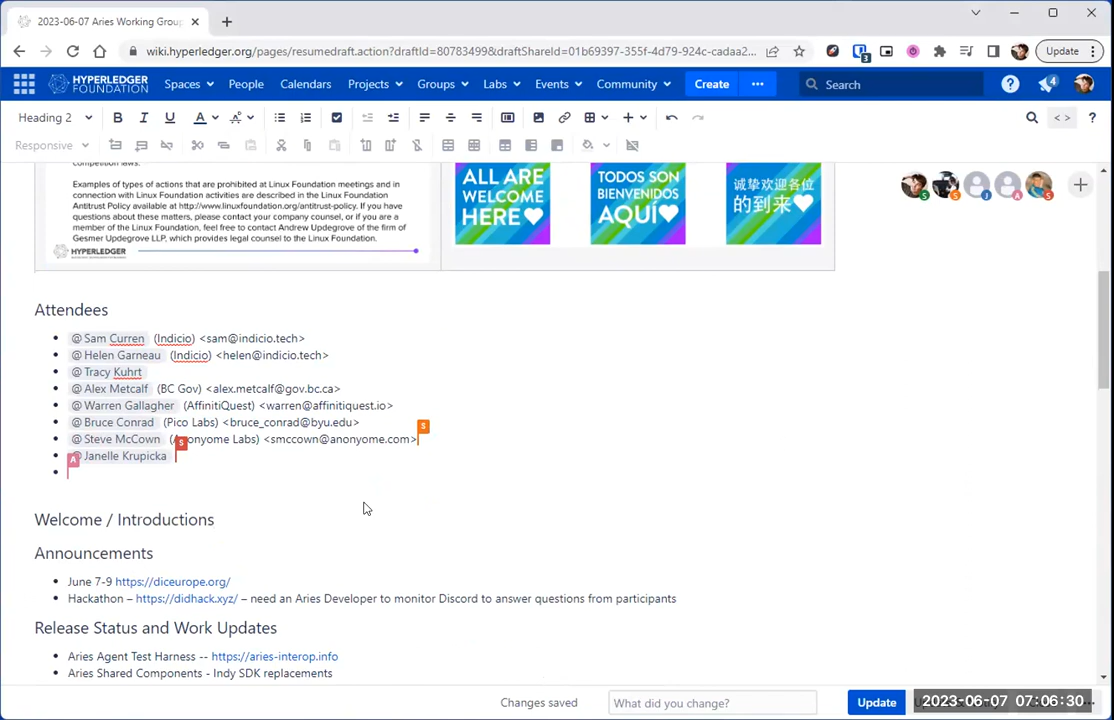 2023-06-07 Aries Working Group
wiki.hyperledger.org/pages/resumedraft.action?draftId=80783499&draftShareId=01b69397-355f-4d79-924c-cadaa2...
3
Update
HYPERLEDGER
FOUNDATION
Spaces People Calendars Projects Groups Labs Events Community Create ••• Search
4
Heading 2 B I U A
Responsive
competition laws.
Examples of types of actions that are prohibited at Linux Foundation meetings and in
connection with Linux Foundation activities are described in the Linux Foundation
Antitrust Policy available at http://www.linuxfoundation.org/antitrust-policy. If you have
questions about these matters, please contact your company counsel, or if you are a
member of the Linux Foundation, feel free to contact Andrew Updegrove of the firm of
Gesmer Updegrove LLP, which provides legal counsel to the Linux Foundation.
HYPERLEDGER
ALL ARE
WELCOME
HERE
TODOS SON
BIENVENIDOS
AQUÍ
诚挚欢迎各位
的到来
S S J A S
Attendees
@ Sam Curren (Indicio) <sam@indicio.tech>
@ Helen Garneau (Indicio) <helen@indicio.tech>
@ Tracy Kuhrt
@ Alex Metcalf (BC Gov) <alex.metcalf@gov.bc.ca>
@ Warren Gallagher (AffinitiQuest) <warren@affinitiquest.io>
@ Bruce Conrad (Pico Labs) <bruce_conrad@byu.edu>
S
@ Steve McCown (Anonyome Labs) <smccown@anonyome.com>
S
@ Janelle Krupicka
A
Welcome / Introductions
Announcements
June 7-9 https://diceurope.org/
Hackathon – https://didhack.xyz/ – need an Aries Developer to monitor Discord to answer questions from participants
Release Status and Work Updates
Aries Agent Test Harness -- https://aries-interop.info
Aries Shared Components - Indy SDK replacements
Changes saved What did you change? Update
2023-06-07 07:06:30